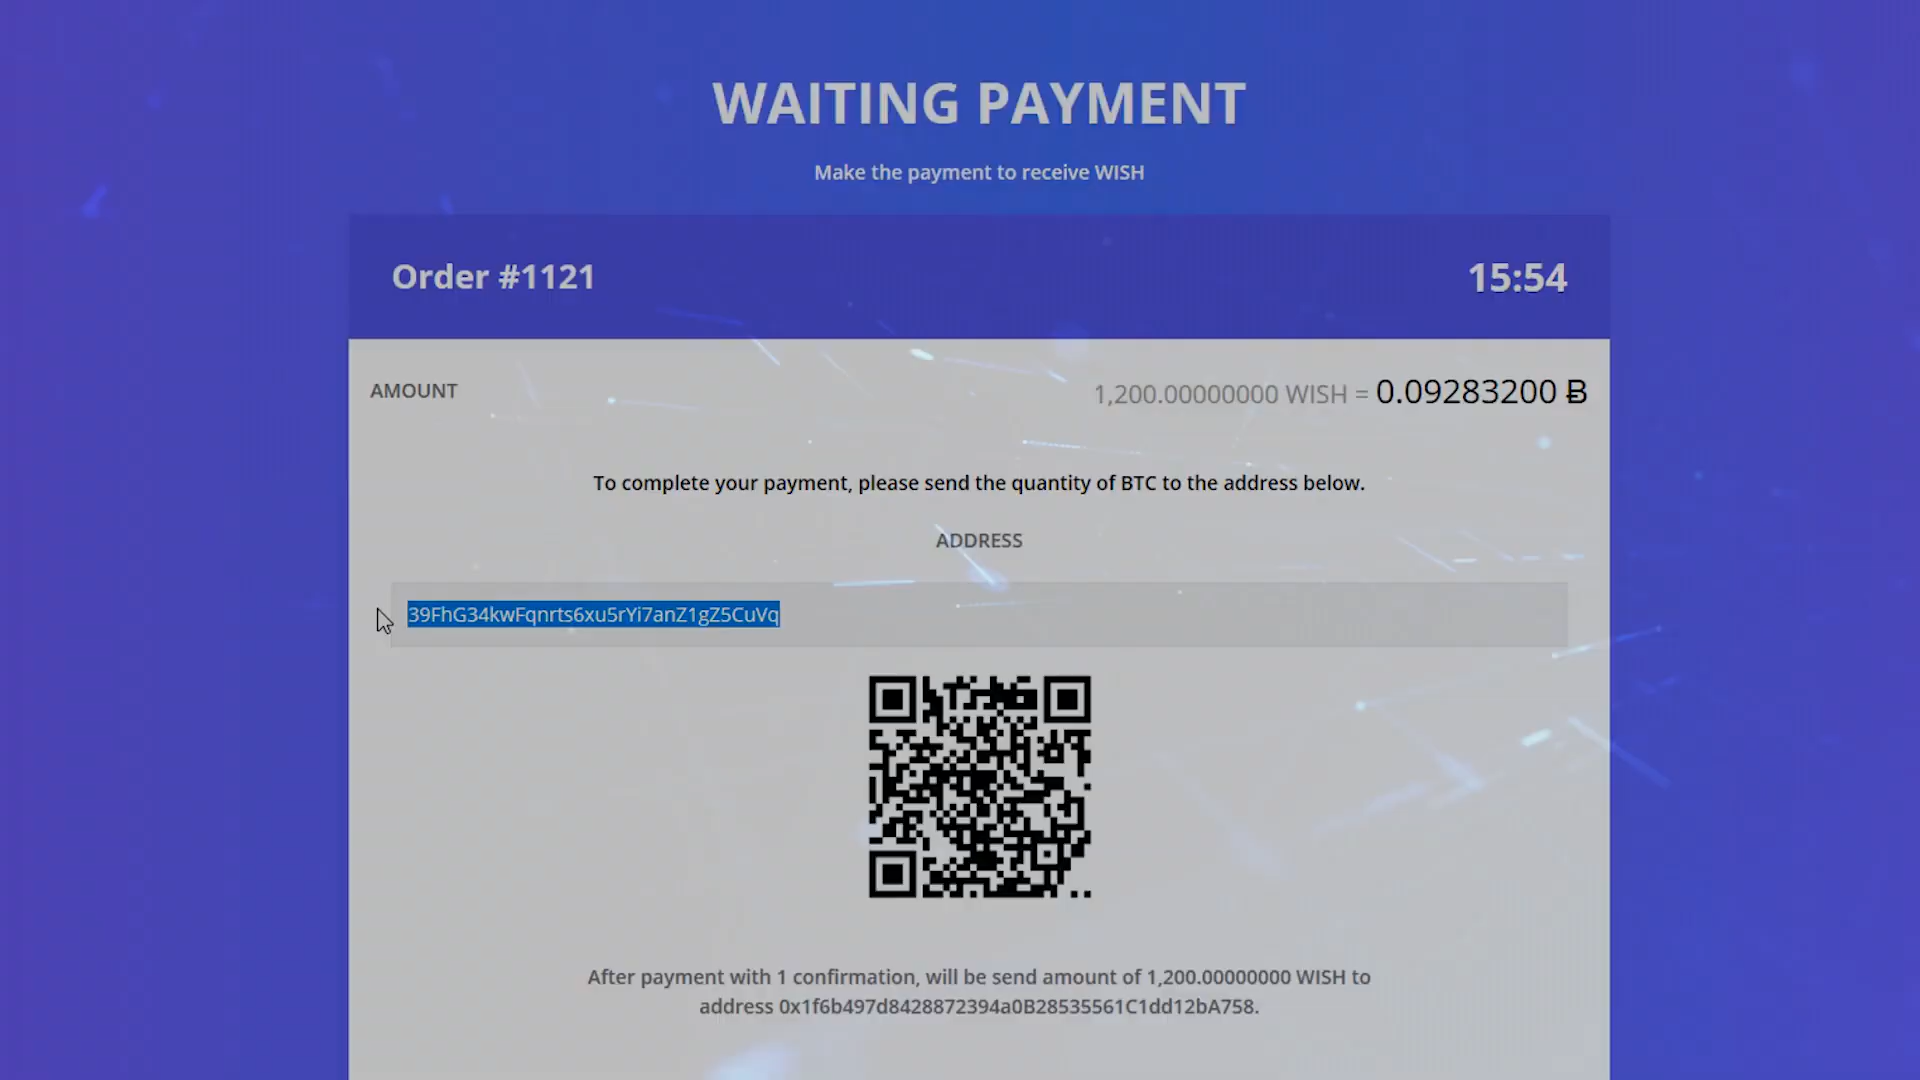 WAITING PAYMENT
Make the payment to receive WISH
Order #1121
15:54
AMOUNT
1,200.00000000 WISH = 0.09283200 Ƀ
To complete your payment, please send the quantity of BTC to the address below.
ADDRESS
39FhG34kwFqnrts6xu5rYi7anZ1gZ5CuVq
After payment with 1 confirmation, will be send amount of 1,200.00000000 WISH to
address 0x1f6b497d8428872394a0B28535561C1dd12bA758.